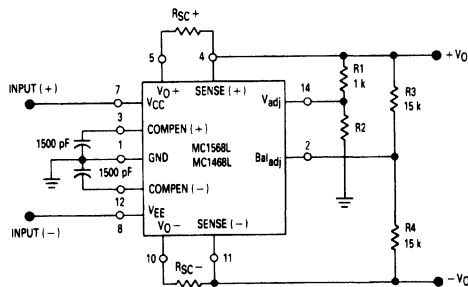 RSC+
5
4
+VO
INPUT (+)
7
VO+
SENSE (+)
14
R1
1 k
R3
15 k
VCC
Vadj
3
COMPEN (+)
R2
1500 pF
1
GND
MC1568L
MC1468L
2
Baladj
1500 pF
COMPEN (−)
12
VEE
8
INPUT (−)
VO−
SENSE (−)
R4
15 k
10
RSC−
11
−VO